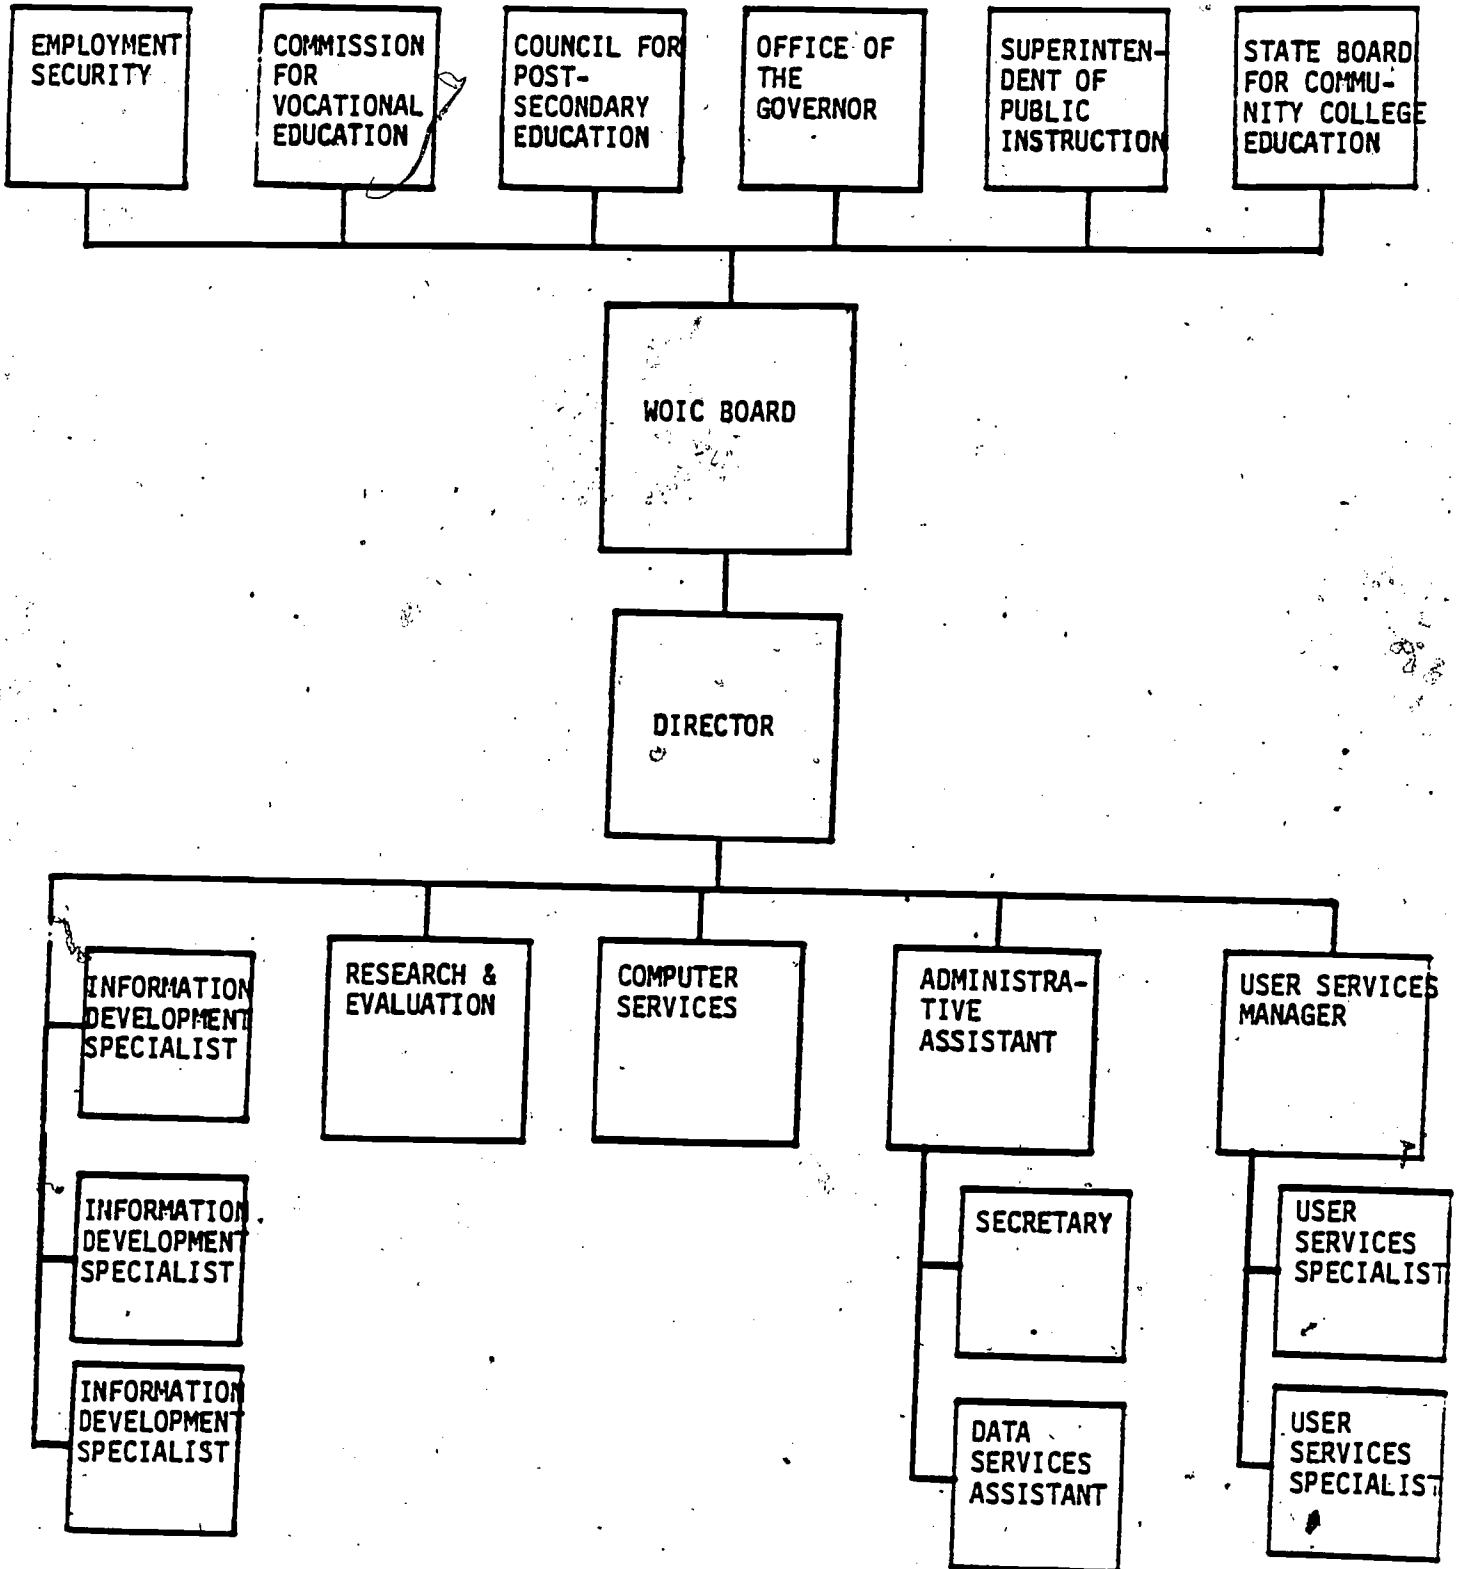 EMPLOYMENT
SECURITY
COMMISSION
FOR
VOCATIONAL
EDUCATION
COUNCIL FOR
POST-
SECONDARY
EDUCATION
OFFICE OF
THE
GOVERNOR
SUPERINTEN-
DENT OF
PUBLIC
INSTRUCTION
STATE BOARD
FOR COMMU-
NITY COLLEGE
EDUCATION
WOIC BOARD
DIRECTOR
INFORMATION
DEVELOPMENT
SPECIALIST
RESEARCH &
EVALUATION
COMPUTER
SERVICES
ADMINISTRA-
TIVE
ASSISTANT
USER SERVICES
MANAGER
INFORMATION
DEVELOPMENT
SPECIALIST
SECRETARY
USER
SERVICES
SPECIALIST
INFORMATION
DEVELOPMENT
SPECIALIST
DATA
SERVICES
ASSISTANT
USER
SERVICES
SPECIALIST